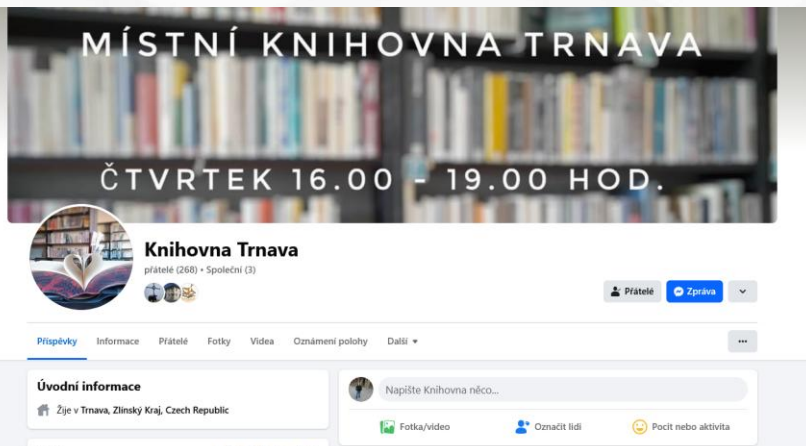 MÍSTNÍ KNIHOVNA TRNAVA
ČTVRTEK 16.00 - 19.00 HOD.
Knihovna Trnava
přátelé (268) • Společní (3)
Přátelé
Zpráva
Příspěvky Informace Přátelé Fotky Videa Oznámení polohy Další
Úvodní informace
Žije v Trnava, Zlínský Kraj, Czech Republic
Napište Knihovna něco...
Fotka/video Označit lidi Pocit nebo aktivita